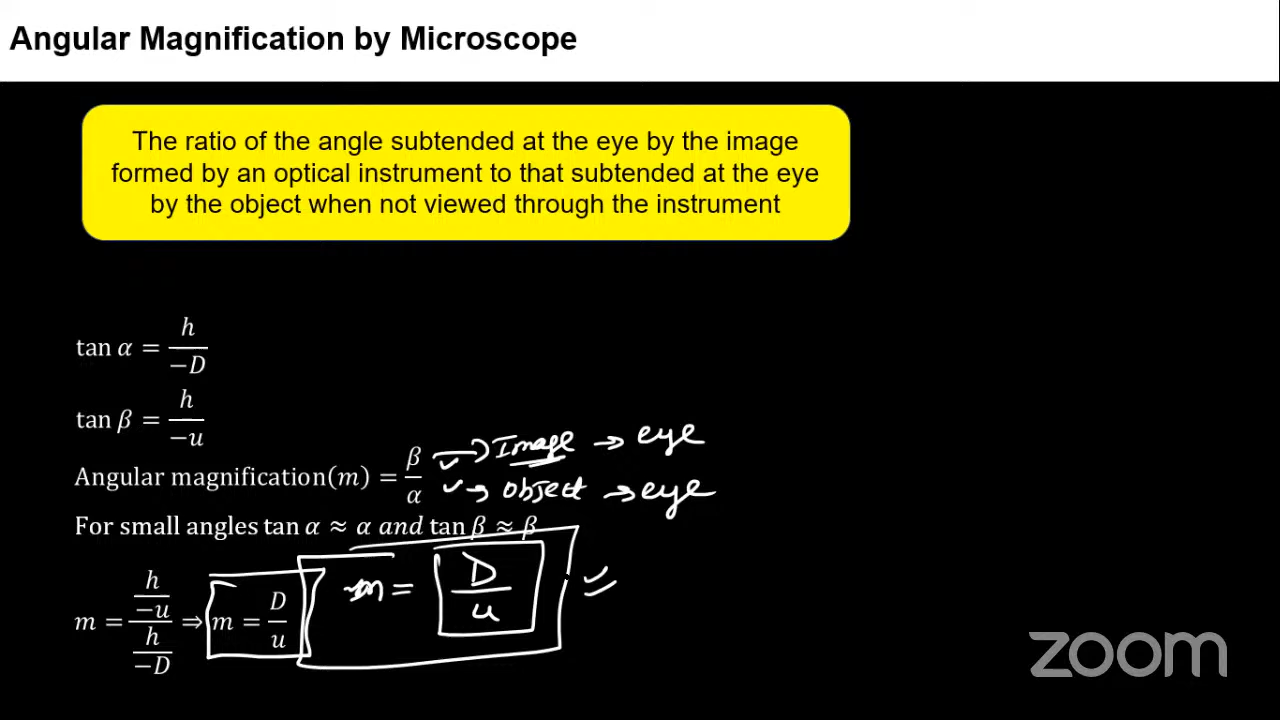 Angular Magnification by Microscope
The ratio of the angle subtended at the eye by the image
formed by an optical instrument to that subtended at the eye
by the object when not viewed through the instrument
tan α = h/−D
tan β = h/−u
Angular magnification(m) = β/α
Image → eye
Object → eye
For small angles tan α ≈ α and tan β ≈ β
m = (h/−u)/(h/−D) ⇒ m = D/u
m = D/u
zoom